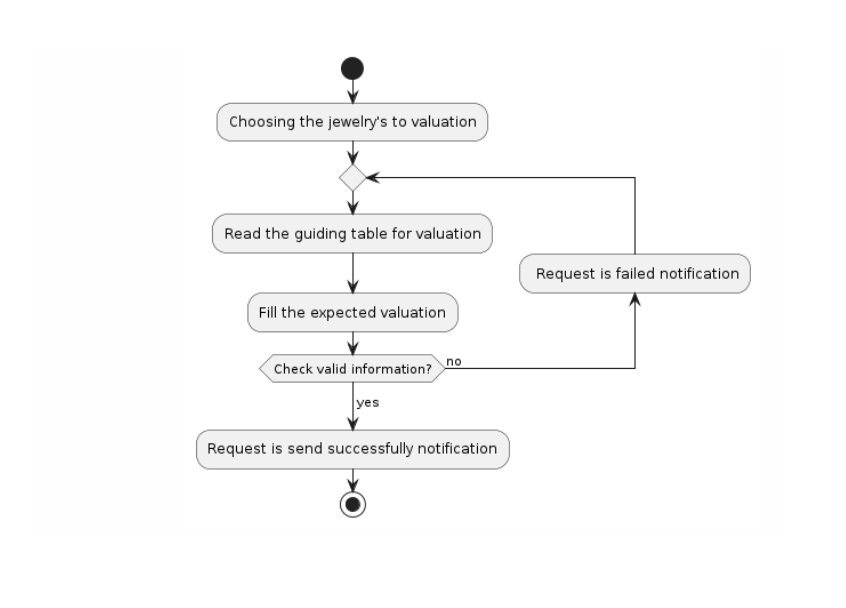 Choosing the jewelry's to valuation
Read the guiding table for valuation
Request is failed notification
Fill the expected valuation
Check valid information?
no
yes
Request is send successfully notification